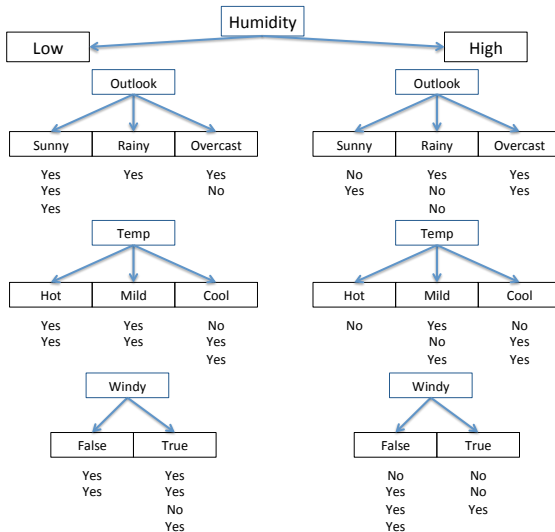 Humidity
Low High
Outlook Outlook
Sunny Rainy Overcast Sunny Rainy Overcast
Yes Yes Yes No Yes Yes
Yes No Yes No Yes
Yes No
Temp Temp
Hot Mild Cool Hot Mild Cool
Yes Yes No No Yes No
Yes Yes Yes No Yes
Yes Yes Yes
Windy Windy
False True False True
Yes Yes No No
Yes Yes Yes No
No Yes Yes
Yes Yes